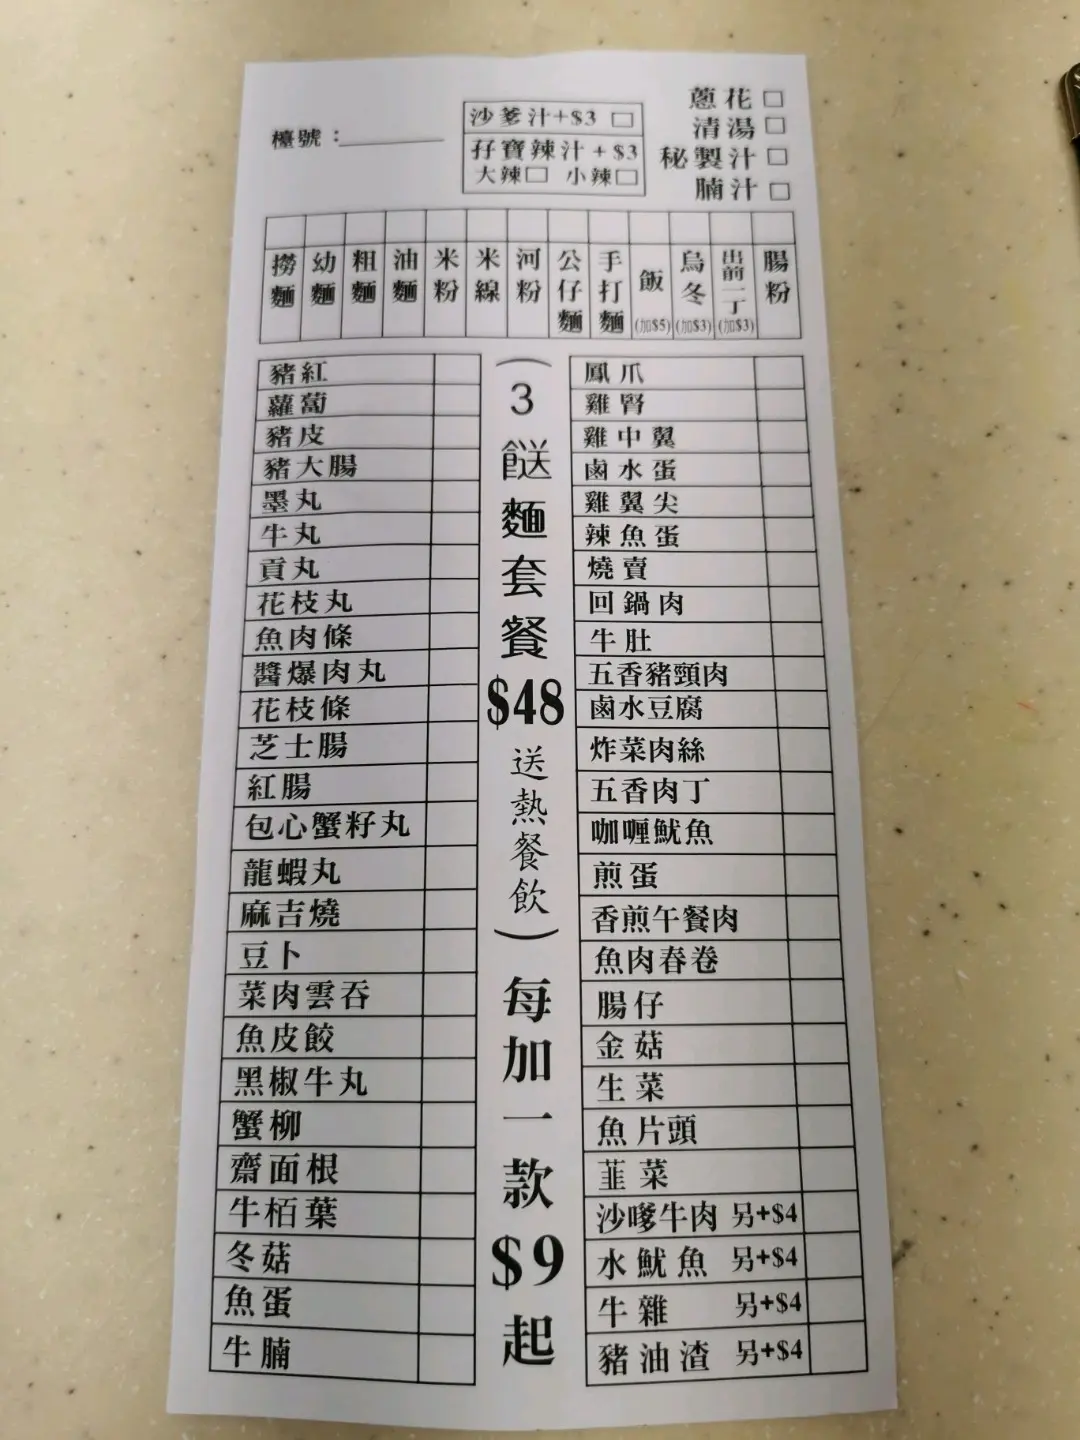 檯號：
沙爹汁+$3 □
孖寶辣汁+$3
大辣□ 小辣□
蔥花 □
清湯 □
秘製汁 □
腩汁 □
撈麵
幼麵
粗麵
油麵
米粉
米線
河粉
公仔麵
手打麵
飯(加$5)
烏冬(加$3)
出前一丁(加$3)
腸粉
豬紅
蘿蔔
豬皮
豬大腸
墨丸
牛丸
貢丸
花枝丸
魚肉條
醬爆肉丸
花枝條
芝士腸
紅腸
包心蟹籽丸
龍蝦丸
麻吉燒
豆卜
菜肉雲吞
魚皮餃
黑椒牛丸
蟹柳
齋面根
牛栢葉
冬菇
魚蛋
牛腩
（3餸麵套餐$48送熱餐飲）每加一款$9起
鳳爪
雞腎
雞中翼
鹵水蛋
雞翼尖
辣魚蛋
燒賣
回鍋肉
牛肚
五香豬頸肉
鹵水豆腐
炸菜肉絲
五香肉丁
咖喱魷魚
煎蛋
香煎午餐肉
魚肉春卷
腸仔
金菇
生菜
魚片頭
韮菜
沙嗲牛肉 另+$4
水魷魚 另+$4
牛雜 另+$4
豬油渣 另+$4